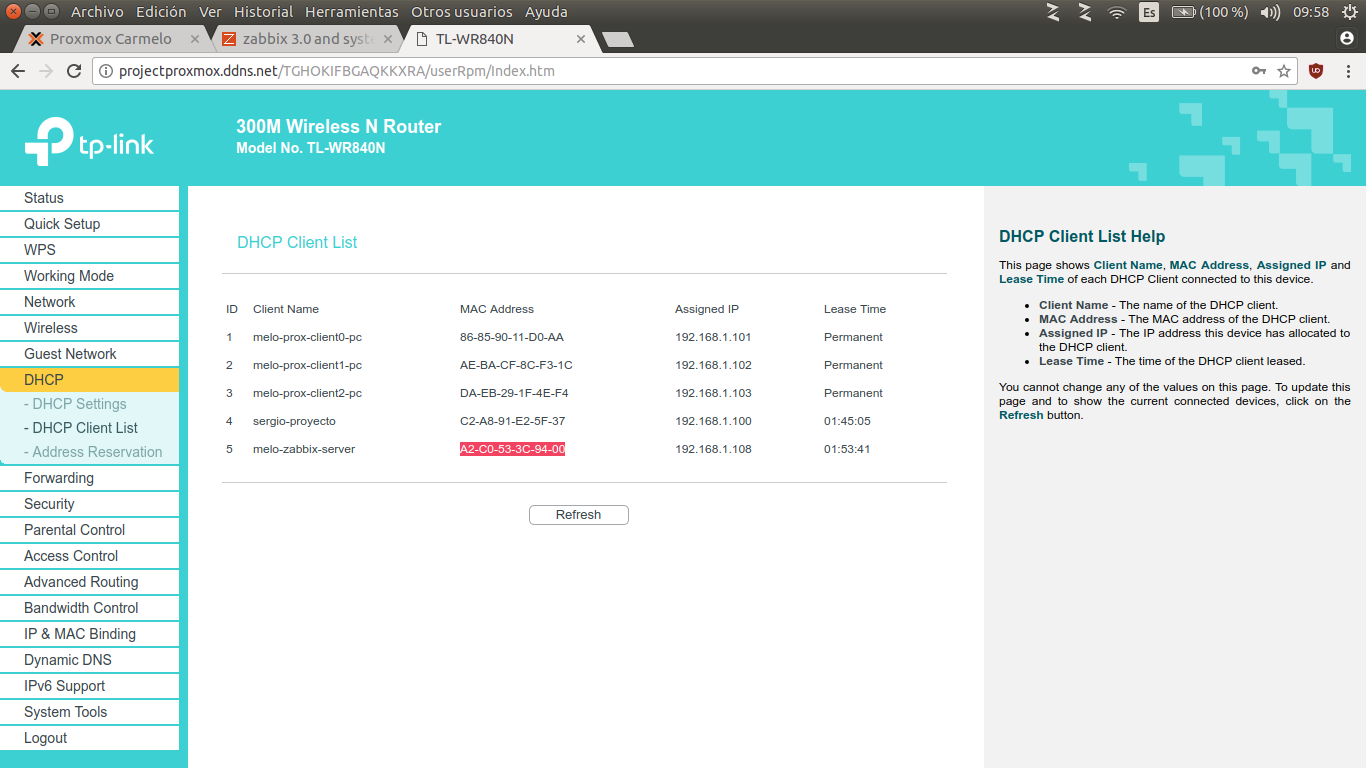 Archivo Edición Ver Historial Herramientas Otros usuarios Ayuda
Es (100 %) 09:58
Proxmox Carmelo
zabbix 3.0 and syst
TL-WR840N
projectproxmox.ddns.net/TGHOKIFBGAQKKXRA/userRpm/Index.htm
tp-link
300M Wireless N Router
Model No. TL-WR840N
Status
Quick Setup
WPS
Working Mode
Network
Wireless
Guest Network
DHCP
- DHCP Settings
- DHCP Client List
- Address Reservation
Forwarding
Security
Parental Control
Access Control
Advanced Routing
Bandwidth Control
IP & MAC Binding
Dynamic DNS
IPv6 Support
System Tools
Logout
DHCP Client List
ID Client Name MAC Address Assigned IP Lease Time
1 melo-prox-client0-pc 86-85-90-11-D0-AA 192.168.1.101 Permanent
2 melo-prox-client1-pc AE-BA-CF-8C-F3-1C 192.168.1.102 Permanent
3 melo-prox-client2-pc DA-EB-29-1F-4E-F4 192.168.1.103 Permanent
4 sergio-proyecto C2-A8-91-E2-5F-37 192.168.1.100 01:45:05
5 melo-zabbix-server A2-C0-53-3C-94-00 192.168.1.108 01:53:41
Refresh
DHCP Client List Help
This page shows Client Name, MAC Address, Assigned IP and
Lease Time of each DHCP Client connected to this device.
• Client Name - The name of the DHCP client.
• MAC Address - The MAC address of the DHCP client.
• Assigned IP - The IP address this device has allocated to
the DHCP client.
• Lease Time - The time of the DHCP client leased.
You cannot change any of the values on this page. To update this
page and to show the current connected devices, click on the
Refresh button.